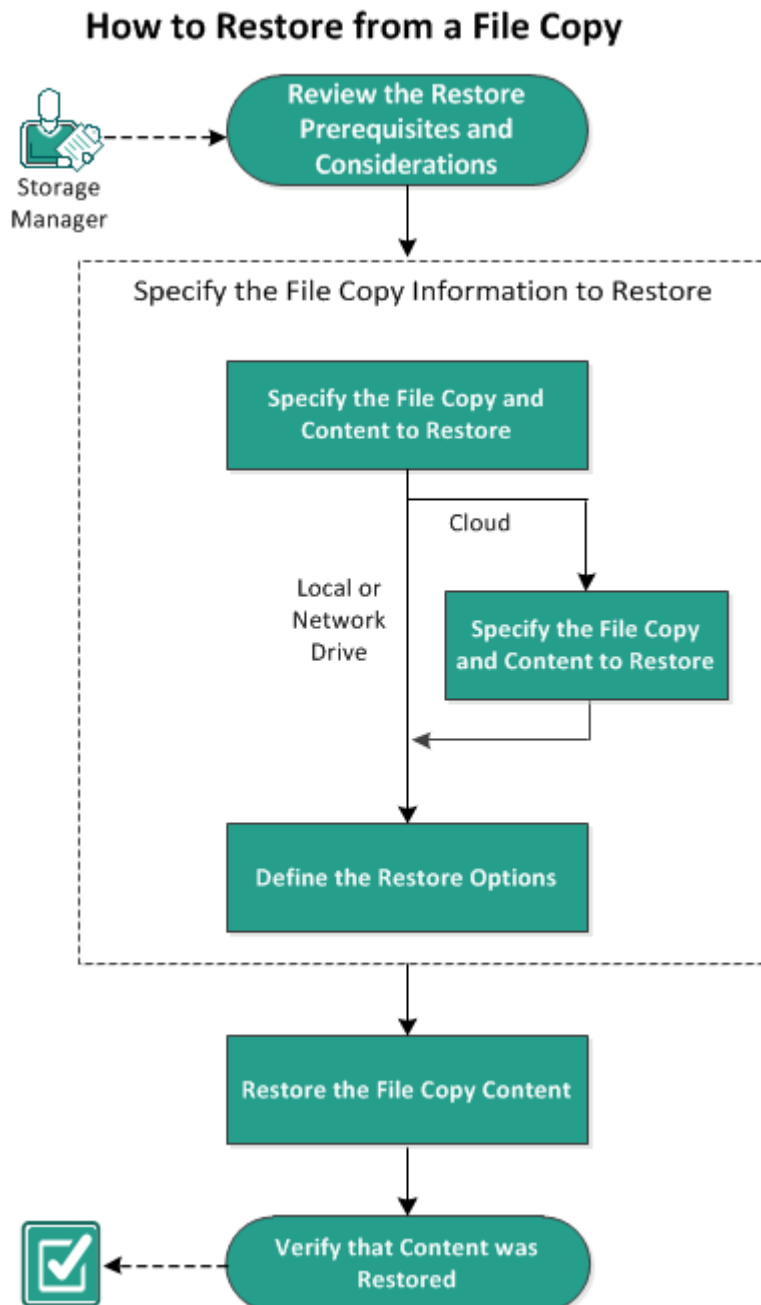 How to Restore from a File Copy
Review the Restore
Prerequisites and
Considerations
Storage
Manager
Specify the File Copy Information to Restore
Specify the File Copy and
Content to Restore
Cloud
Local or
Network
Drive
Specify the File Copy
and Content to Restore
Define the Restore Options
Restore the File Copy Content
Verify that Content was
Restored